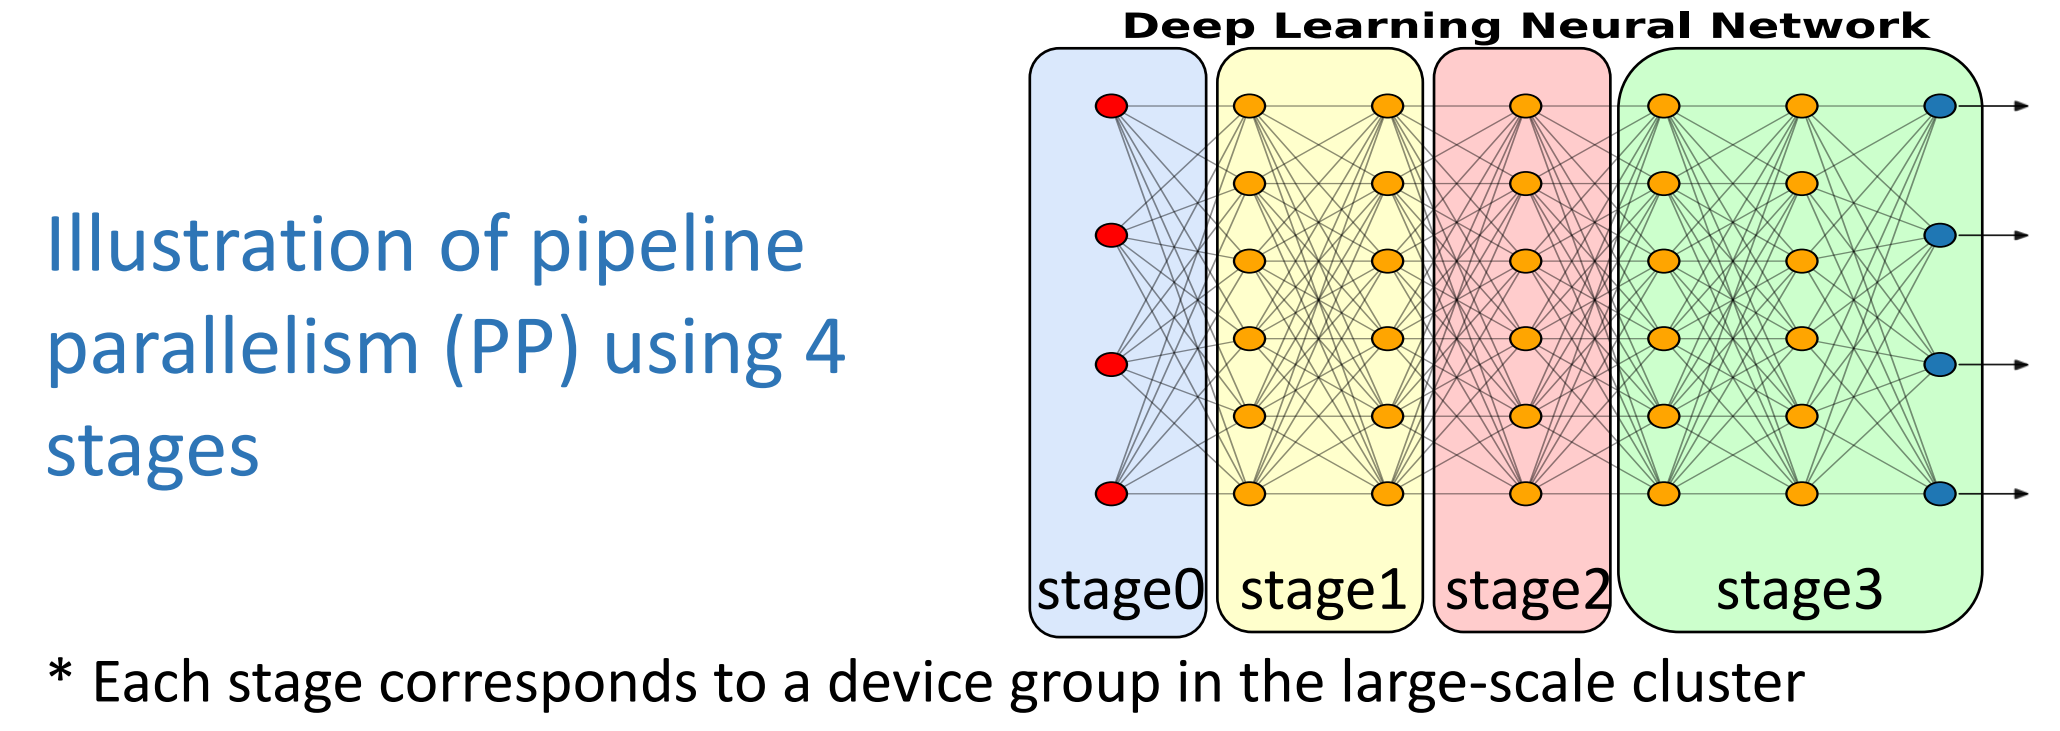 Deep Learning Neural Network
Illustration of pipeline
parallelism (PP) using 4
stages
stage0
stage1
stage2
stage3
* Each stage corresponds to a device group in the large-scale cluster